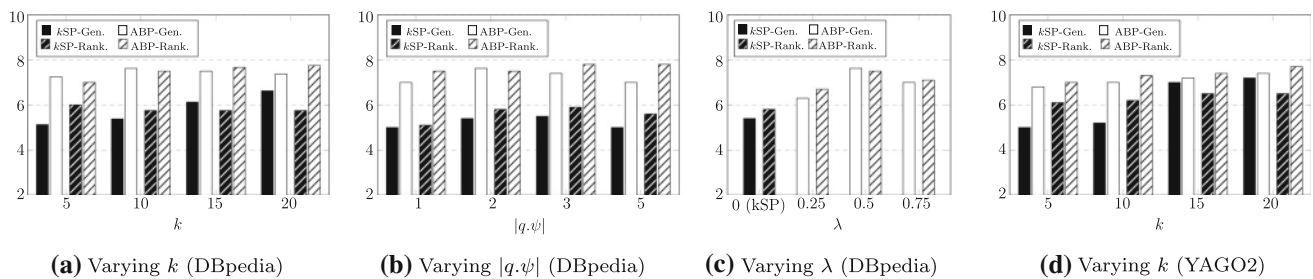 kSP-Gen. ABP-Gen.
kSP-Rank. ABP-Rank.
8
6
4
2
5 10 15 20
k
(a) Varying k (DBpedia)
kSP-Gen. ABP-Gen.
kSP-Rank. ABP-Rank.
8
6
4
2
1 2 3 5
|q.ψ|
(b) Varying |q.ψ| (DBpedia)
kSP-Gen. ABP-Gen.
kSP-Rank. ABP-Rank.
8
6
4
2
0 (kSP) 0.25 0.5 0.75
λ
(c) Varying λ (DBpedia)
kSP-Gen. ABP-Gen.
kSP-Rank. ABP-Rank.
8
6
4
2
5 10 15 20
k
(d) Varying k (YAGO2)